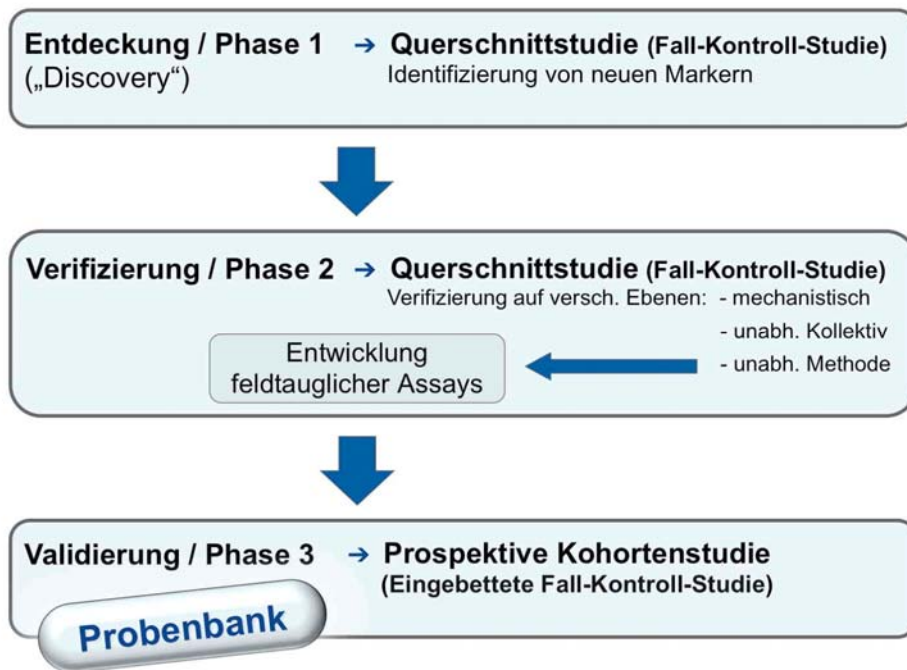 Entdeckung / Phase 1 → Querschnittstudie (Fall-Kontroll-Studie)
(„Discovery“) Identifizierung von neuen Markern
Verifizierung / Phase 2 → Querschnittstudie (Fall-Kontroll-Studie)
Verifizierung auf versch. Ebenen: - mechanistisch
- unabh. Kollektiv
- unabh. Methode
Entwicklung
feldtauglicher Assays
Validierung / Phase 3 → Prospektive Kohortenstudie
(Eingebettete Fall-Kontroll-Studie)
Probenbank